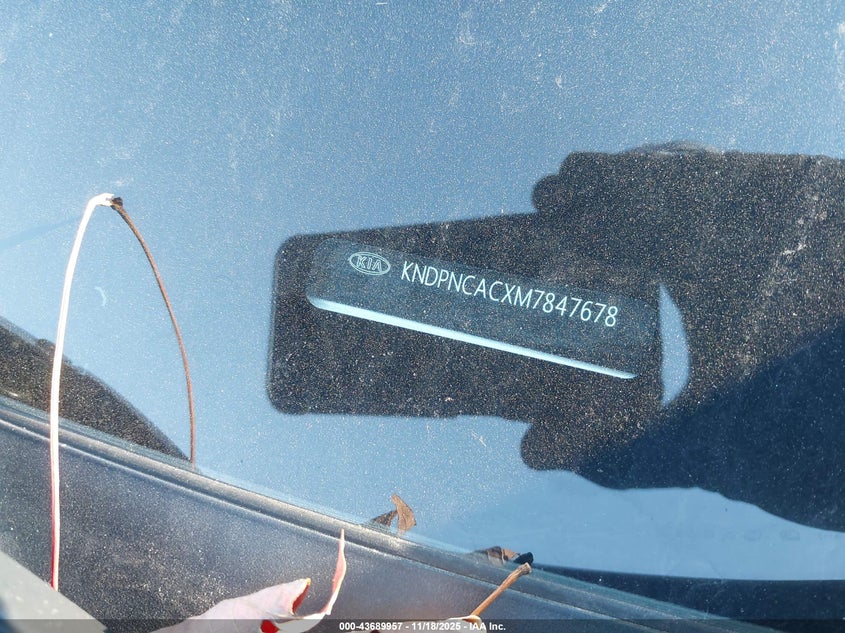 KIA KNDPNCACXM7847678
000-43689957 - 11/18/2025 - IAA Inc.